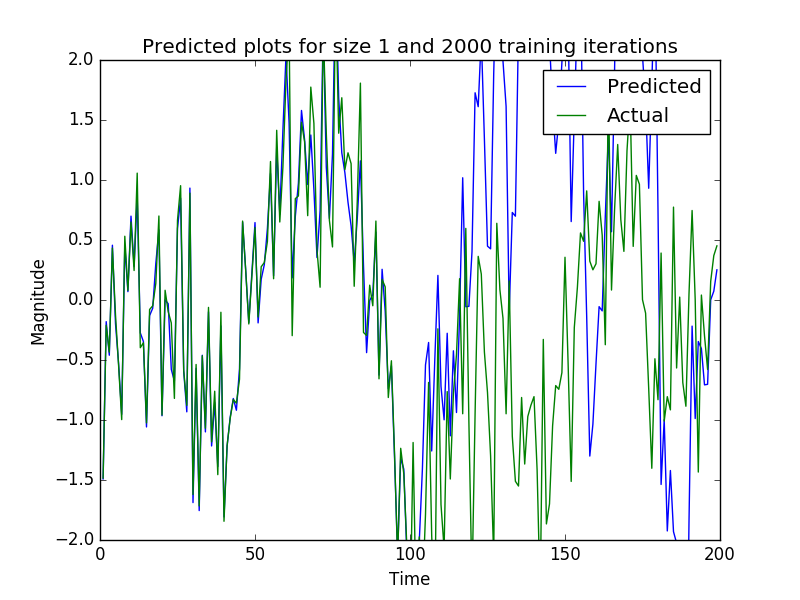 Predicted plots for size 1 and 2000 training iterations
Predicted
Actual
2.0
1.5
1.0
0.5
0.0
−0.5
−1.0
−1.5
−2.0
Magnitude
0 50 100 150 200
Time